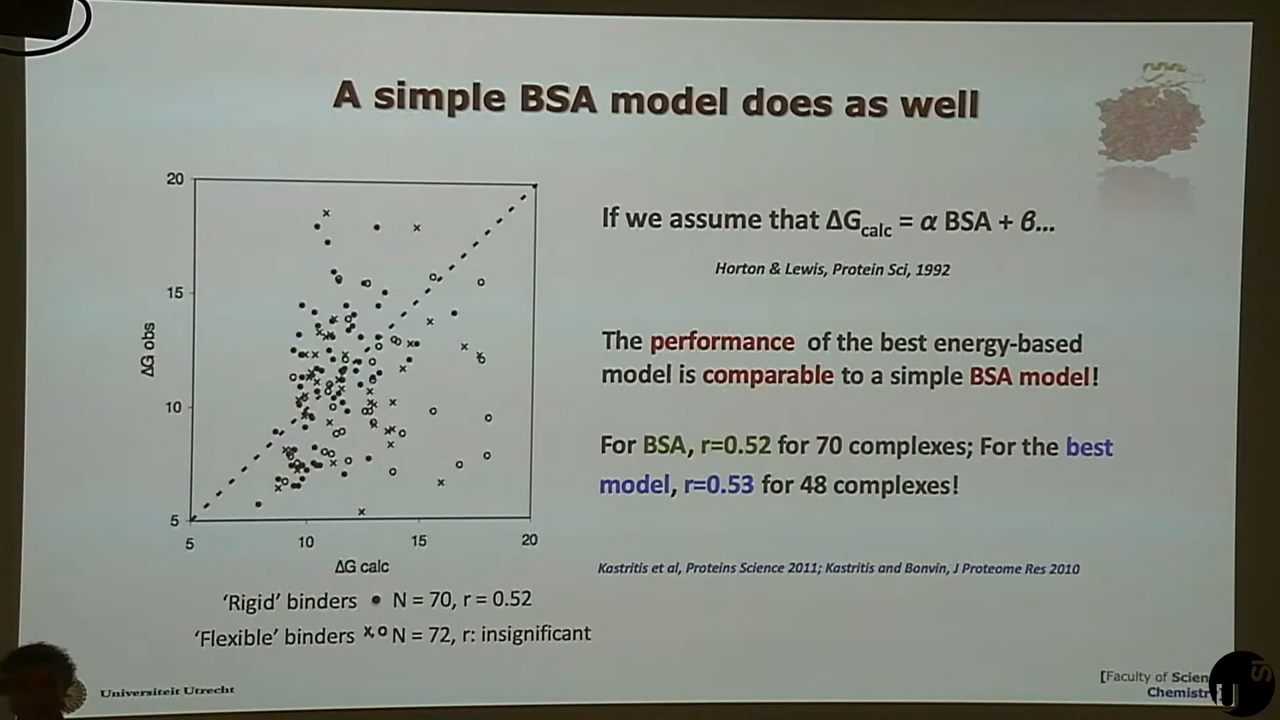 A simple BSA model does as well
20
15
10
5
ΔG obs
5
10
15
20
ΔG calc
'Rigid' binders • N = 70, r = 0.52
'Flexible' binders x, o N = 72, r: insignificant
If we assume that ΔGcalc = α BSA + β...
Horton & Lewis, Protein Sci, 1992
The performance of the best energy-based
model is comparable to a simple BSA model!
For BSA, r=0.52 for 70 complexes; For the best
model, r=0.53 for 48 complexes!
Kastritis et al, Proteins Science 2011; Kastritis and Bonvin, J Proteome Res 2010
Universiteit Utrecht
[Faculty of